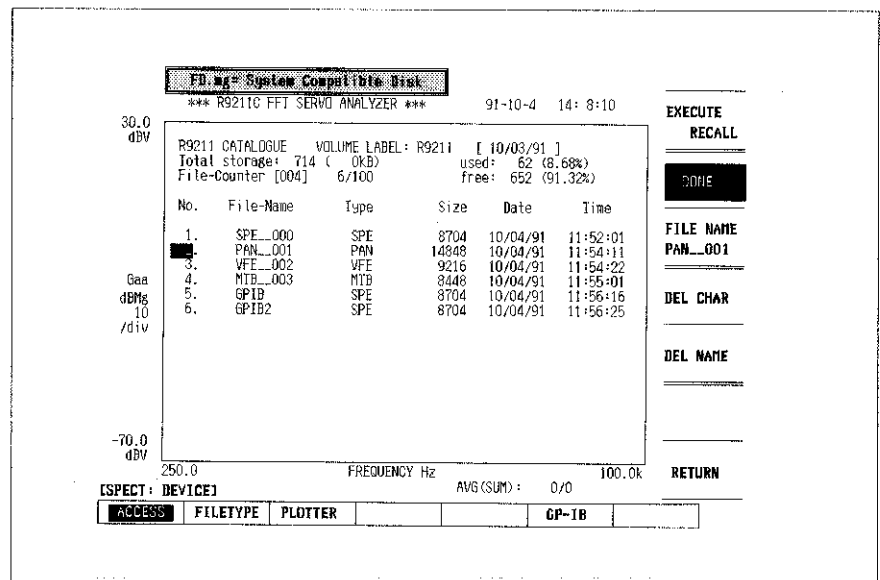 FD.mg= System Compatible Disk
*** R9211C FFT SERVO ANALYZER *** 91-10-4 14: 8:10
30.0
dBV
R9211 CATALOGUE VOLUME LABEL: R9211 [ 10/03/91 ]
Total storage: 714 ( 0kB) used: 62 (8.68%)
File-Counter [004] 6/100 free: 652 (91.32%)
No. File-Name Type Size Date Time
1. SPE__000 SPE 8704 10/04/91 11:52:01
. PAN__001 PAN 14848 10/04/91 11:54:11
3. VFE__002 VFE 9216 10/04/91 11:54:22
4. MTB__003 MTB 8448 10/04/91 11:55:01
5. GPIB SPE 8704 10/04/91 11:56:16
6. GPIB2 SPE 8704 10/04/91 11:56:25
Gaa
dBMg
10
/div
-70.0
dBV
250.0 FREQUENCY Hz 100.0k
AVG(SUM): 0/0
[SPECT: DEVICE]
ACCESS FILETYPE PLOTTER GP-IB
EXECUTE
RECALL
DONE
FILE NAME
PAN__001
DEL CHAR
DEL NAME
RETURN